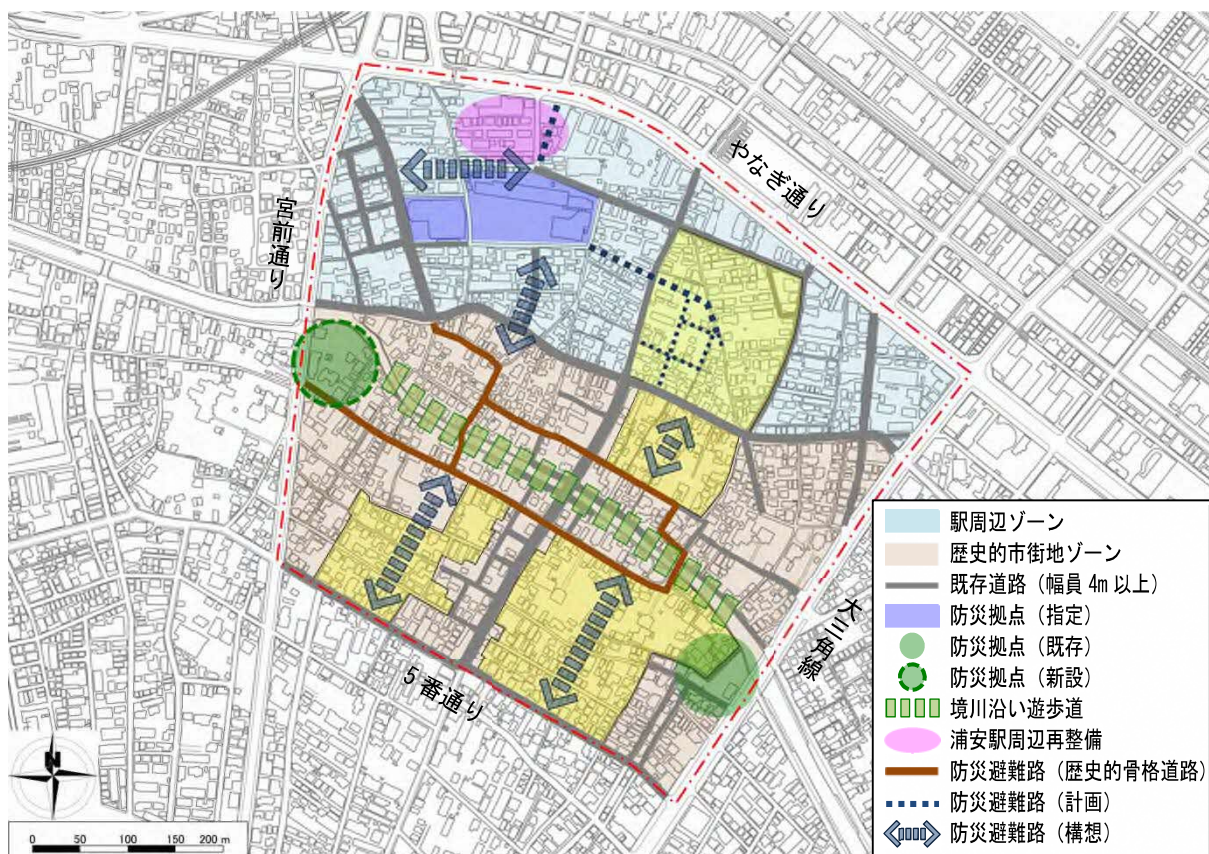 やなぎ通り
宮前通り
大三角線
5番通り
N
0 50 100 150 200 m
駅周辺ゾーン
歴史的市街地ゾーン
既存道路（幅員 4m 以上）
防災拠点（指定）
防災拠点（既存）
防災拠点（新設）
境川沿い遊歩道
浦安駅周辺再整備
防災避難路（歴史的骨格道路）
防災避難路（計画）
防災避難路（構想）